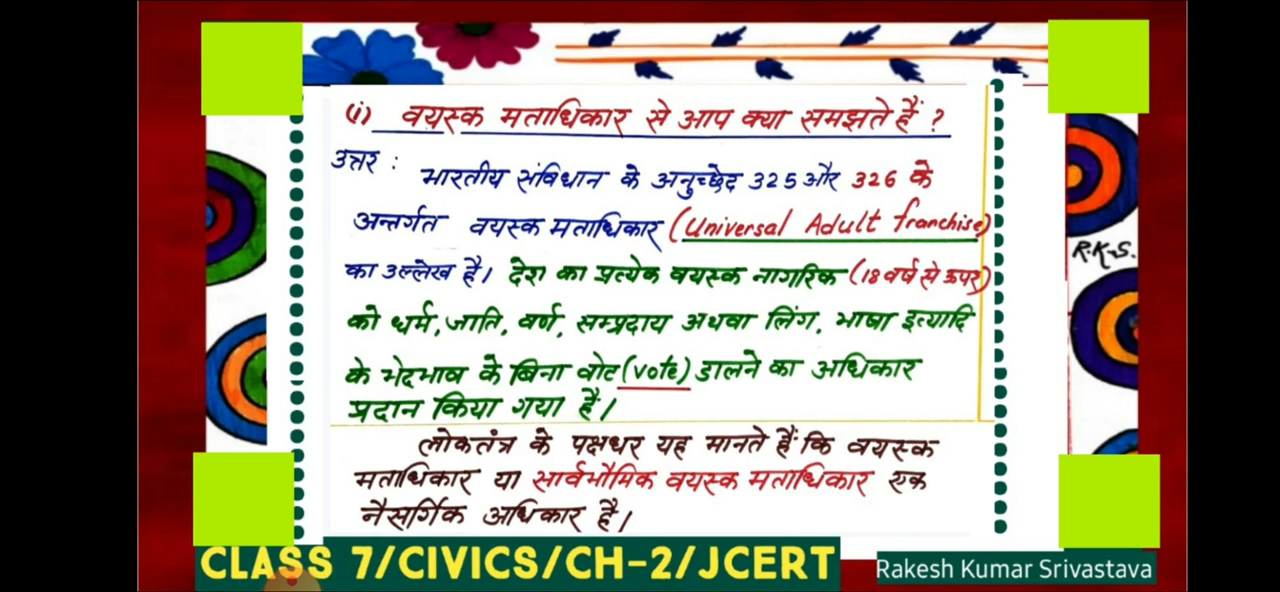 (i) वयस्क मताधिकार से आप क्या समझते हैं ?
उत्तर :
भारतीय संविधान के अनुच्छेद 325 और 326 के
अन्तर्गत वयस्क मताधिकार (Universal Adult franchise)
का उल्लेख है। देश का प्रत्येक वयस्क नागरिक (18 वर्ष से ऊपर)
को धर्म, जाति, वर्ण, सम्प्रदाय अथवा लिंग, भाषा इत्यादि
के भेदभाव के बिना वोट (vote) डालने का अधिकार
प्रदान किया गया हैं।
लोकतंत्र के पक्षधर यह मानते हैं कि वयस्क
मताधिकार या सार्वभौमिक वयस्क मताधिकार एक
नैसर्गिक अधिकार है।
R.K.S.
CLASS 7/CIVICS/CH-2/JCERT
Rakesh Kumar Srivastava